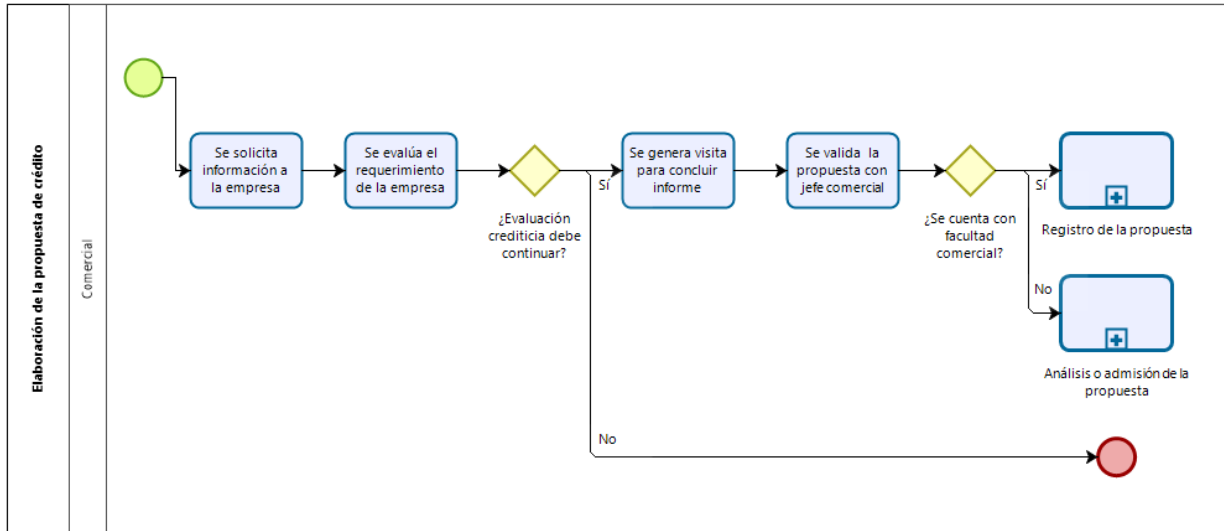 Elaboración de la propuesta de crédito
Comercial
Se solicita
información a
la empresa
Se evalúa el
requerimiento
de la empresa
¿Evaluación
crediticia debe
continuar?
Sí
No
Se genera visita
para concluir
informe
Se valida la
propuesta con
jefe comercial
¿Se cuenta con
facultad
comercial?
Sí
No
Registro de la propuesta
Análisis o admisión de la
propuesta